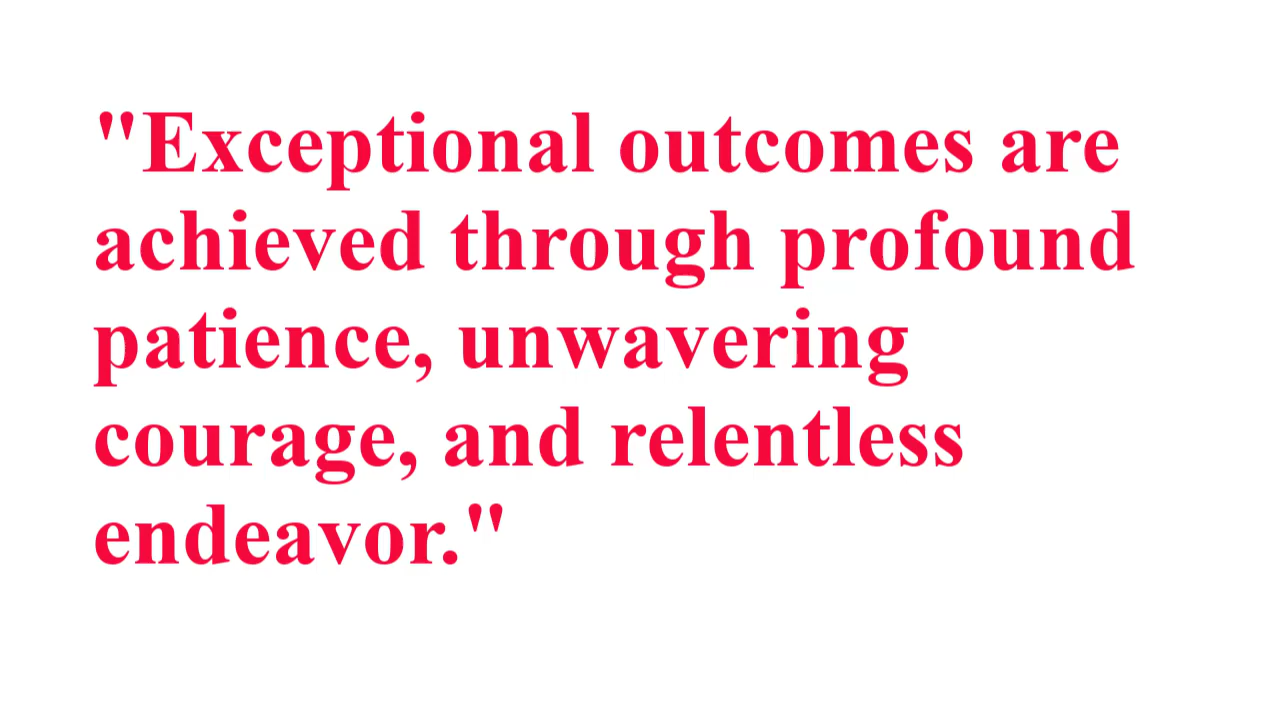 "Exceptional outcomes are
achieved through profound
patience, unwavering
courage, and relentless
endeavor."